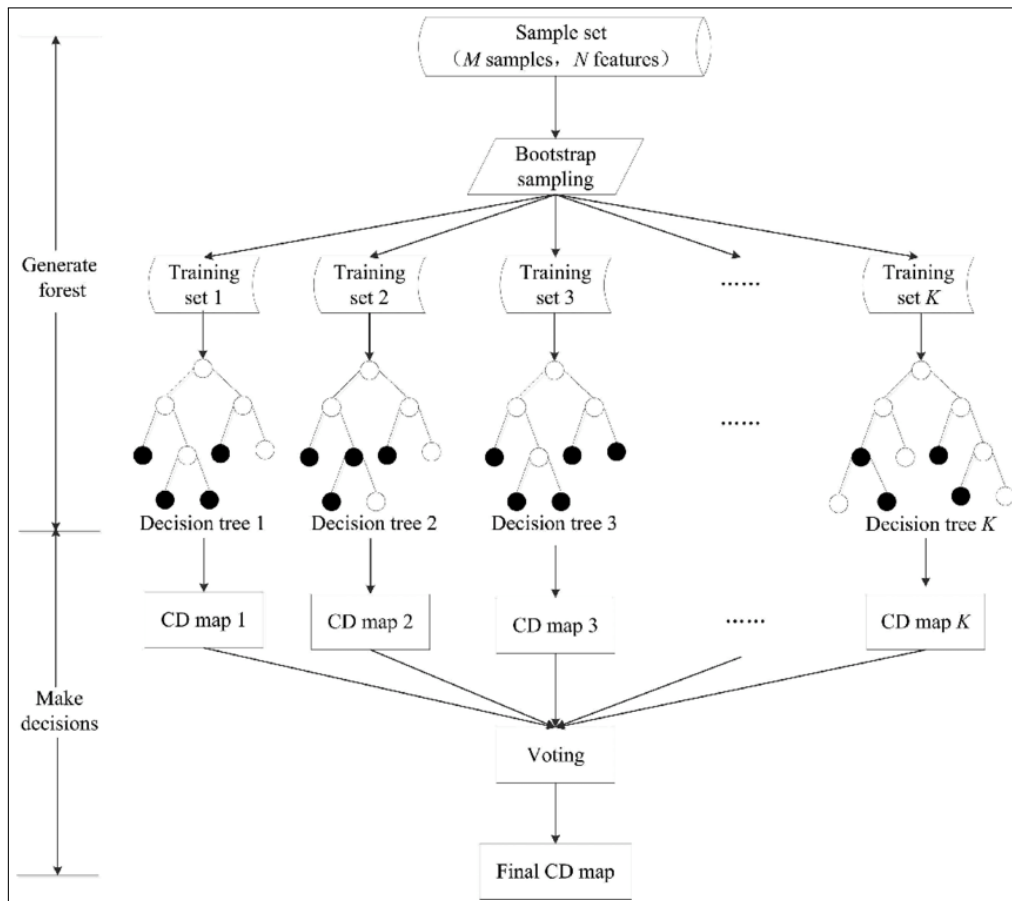 Sample set
（M samples，N features）
Bootstrap
sampling
Generate
forest
Training
set 1
Training
set 2
Training
set 3
……
Training
set K
……
Decision tree 1
Decision tree 2
Decision tree 3
Decision tree K
CD map 1
CD map 2
CD map 3
……
CD map K
Make
decisions
Voting
Final CD map